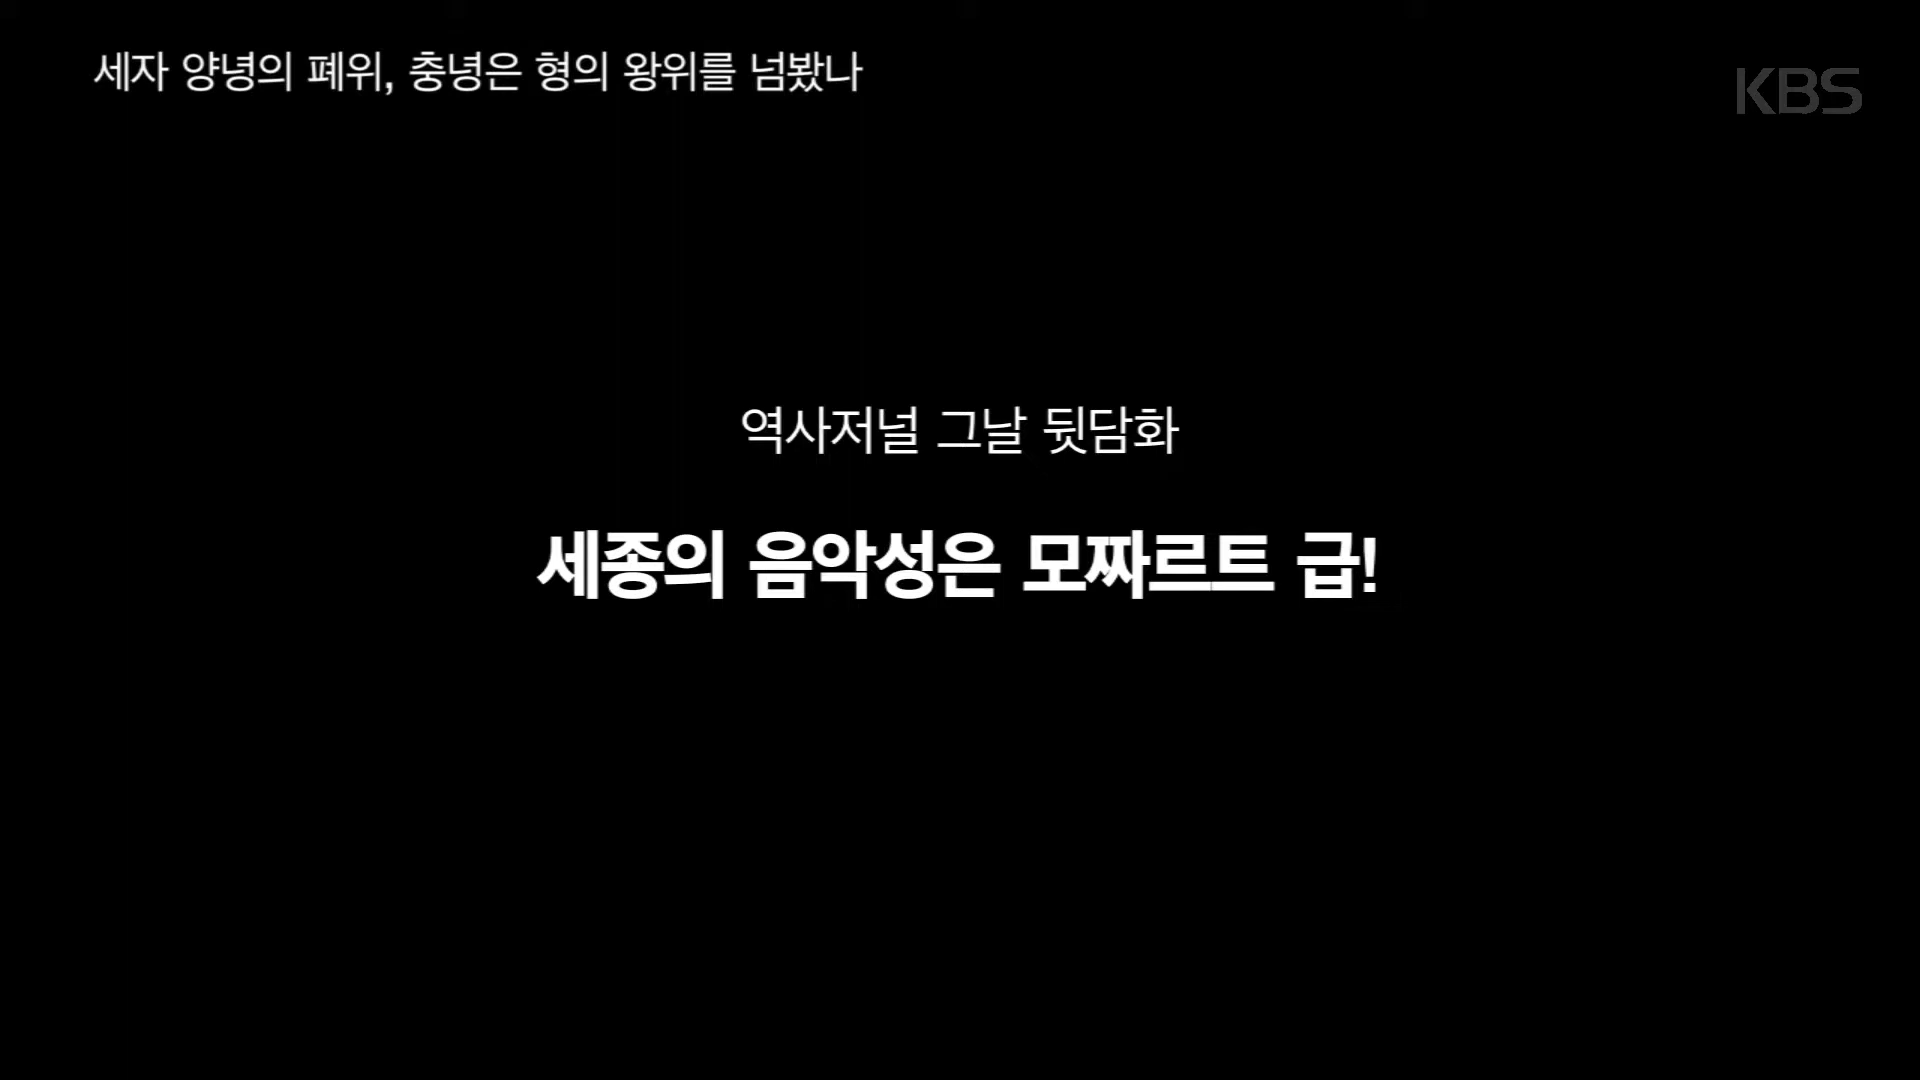 세자 양녕의 폐위, 충녕은 형의 왕위를 넘봤나
KBS
역사저널 그날 뒷담화
세종의 음악성은 모짜르트 급!